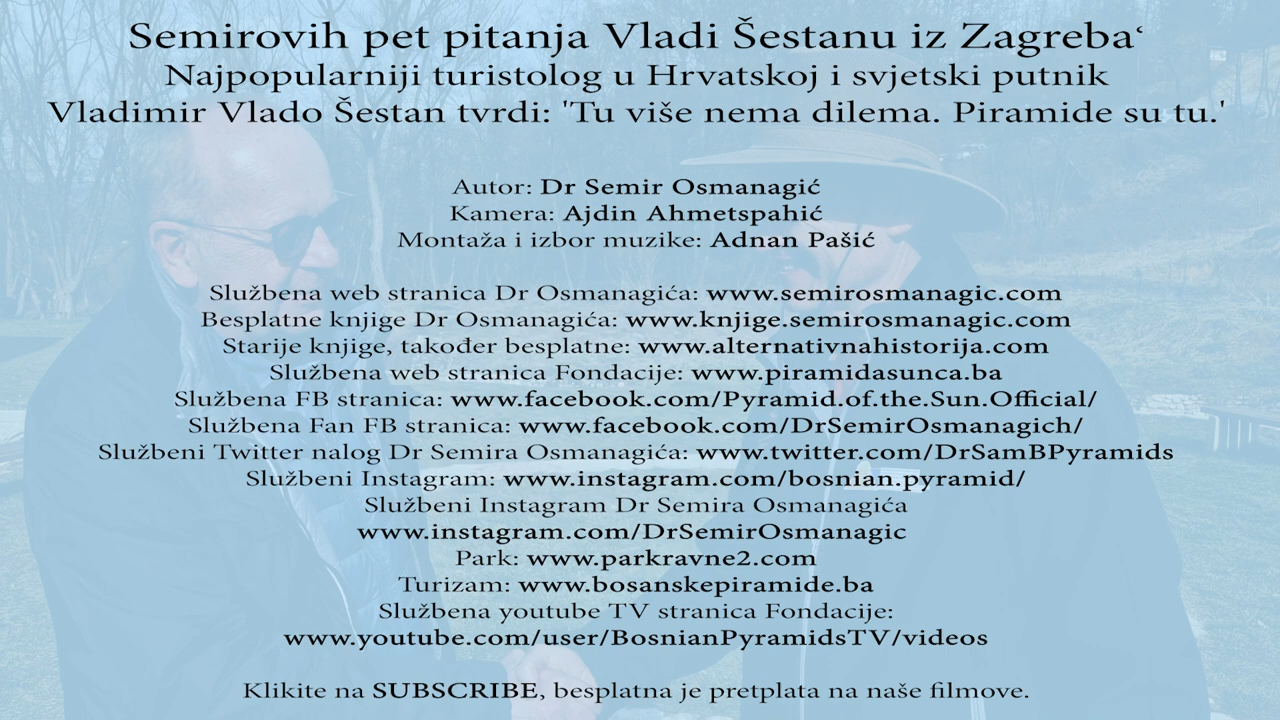 Semirovih pet pitanja Vladi Šestanu iz Zagreba‘
Najpopularniji turistolog u Hrvatskoj i svjetski putnik
Vladimir Vlado Šestan tvrdi: 'Tu više nema dilema. Piramide su tu.'
Autor: Dr Semir Osmanagić
Kamera: Ajdin Ahmetspahić
Montaža i izbor muzike: Adnan Pašić
Službena web stranica Dr Osmanagića: www.semirosmanagic.com
Besplatne knjige Dr Osmanagića: www.knjige.semirosmanagic.com
Starije knjige, također besplatne: www.alternativnahistorija.com
Službena web stranica Fondacije: www.piramidasunca.ba
Službena FB stranica: www.facebook.com/Pyramid.of.the.Sun.Official/
Službena Fan FB stranica: www.facebook.com/DrSemirOsmanagich/
Službeni Twitter nalog Dr Semira Osmanagića: www.twitter.com/DrSamBPyramids
Službeni Instagram: www.instagram.com/bosnian.pyramid/
Službeni Instagram Dr Semira Osmanagića
www.instagram.com/DrSemirOsmanagic
Park: www.parkravne2.com
Turizam: www.bosanskepiramide.ba
Službena youtube TV stranica Fondacije:
www.youtube.com/user/BosnianPyramidsTV/videos
Klikite na SUBSCRIBE, besplatna je pretplata na naše filmove.